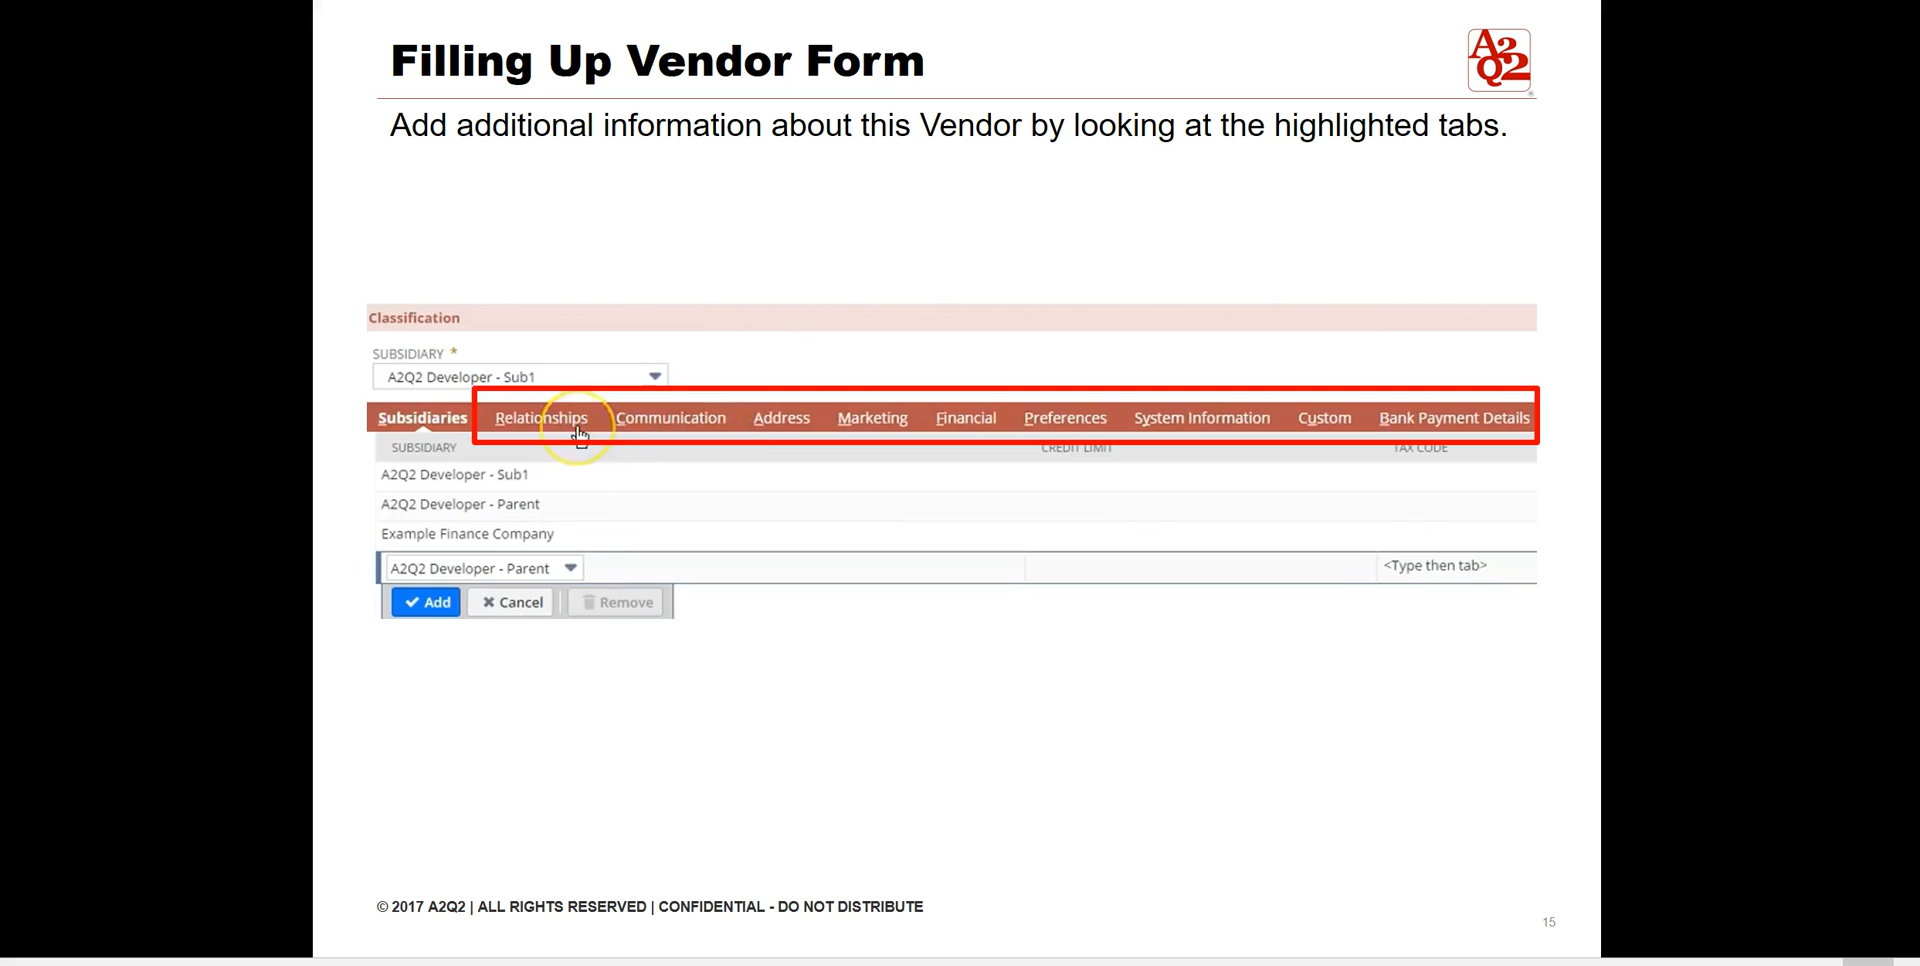 Filling Up Vendor Form
A2Q2
®
Add additional information about this Vendor by looking at the highlighted tabs.
Classification
SUBSIDIARY *
A2Q2 Developer - Sub1
Subsidiaries Relationships Communication Address Marketing Financial Preferences System Information Custom Bank Payment Details
SUBSIDIARY CREDIT LIMIT TAX CODE
A2Q2 Developer - Sub1
A2Q2 Developer - Parent
Example Finance Company
A2Q2 Developer - Parent <Type then tab>
Add Cancel Remove
© 2017 A2Q2 | ALL RIGHTS RESERVED | CONFIDENTIAL - DO NOT DISTRIBUTE
15